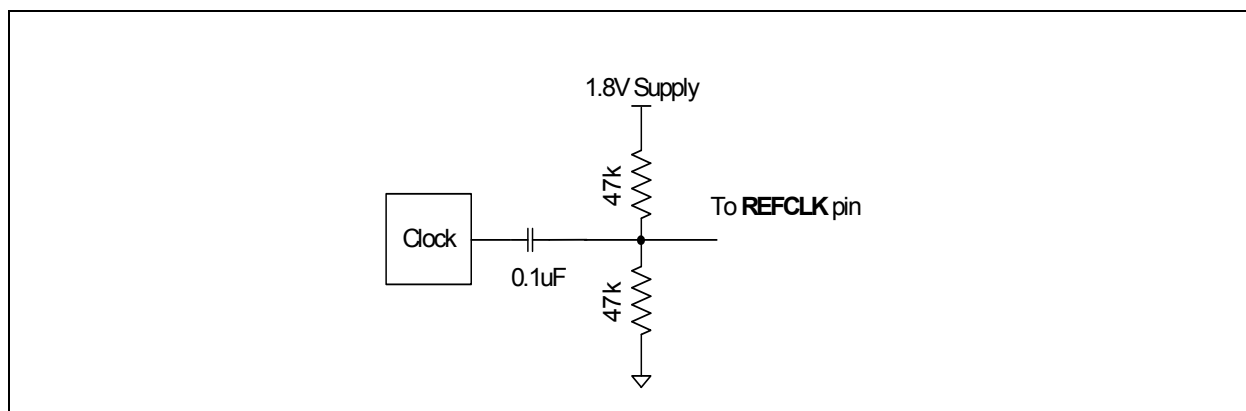 1.8V Supply
47k
To REFCLK pin
Clock
0.1uF
47k